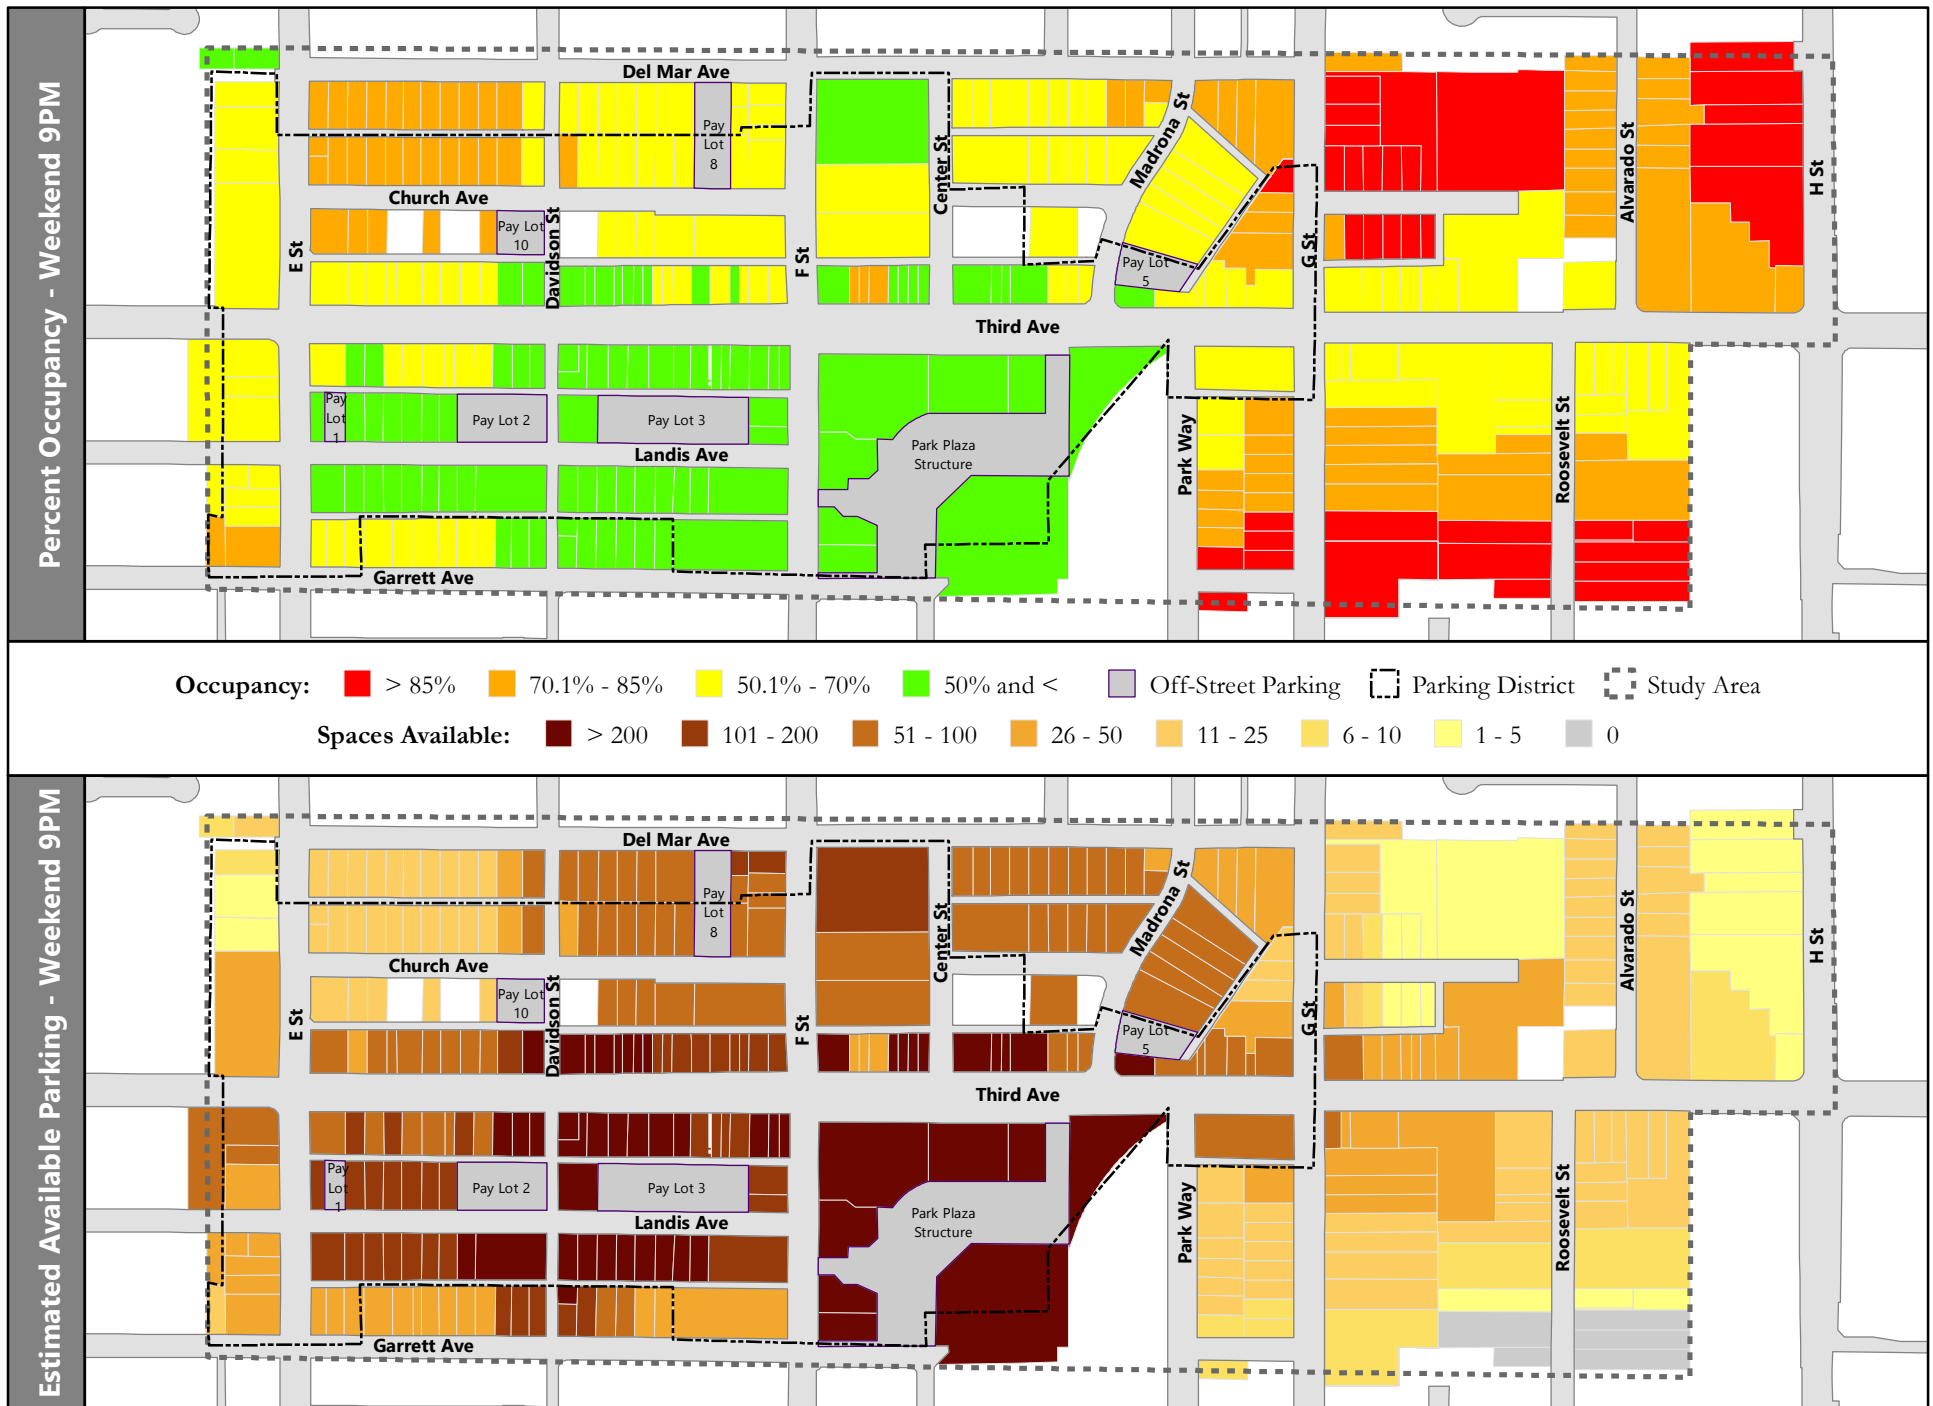 Percent Occupancy - Weekend 9PM
Del Mar Ave
Pay
Lot
8
Church Ave
Pay Lot
10
E St
Davidson St
F St
Center St
Madrona St
Pay Lot
5
G St
Alvarado St
H St
Third Ave
Pay
Lot
1
Pay Lot 2
Pay Lot 3
Landis Ave
Park Plaza
Structure
Park Way
Roosevelt St
Garrett Ave
Occupancy: > 85% 70.1% - 85% 50.1% - 70% 50% and < Off-Street Parking Parking District Study Area
Spaces Available: > 200 101 - 200 51 - 100 26 - 50 11 - 25 6 - 10 1 - 5 0
Estimated Available Parking - Weekend 9PM
Del Mar Ave
Pay
Lot
8
Church Ave
Pay Lot
10
E St
Davidson St
F St
Center St
Madrona St
Pay Lot
5
G St
Alvarado St
H St
Third Ave
Pay
Lot
1
Pay Lot 2
Pay Lot 3
Landis Ave
Park Plaza
Structure
Park Way
Roosevelt St
Garrett Ave